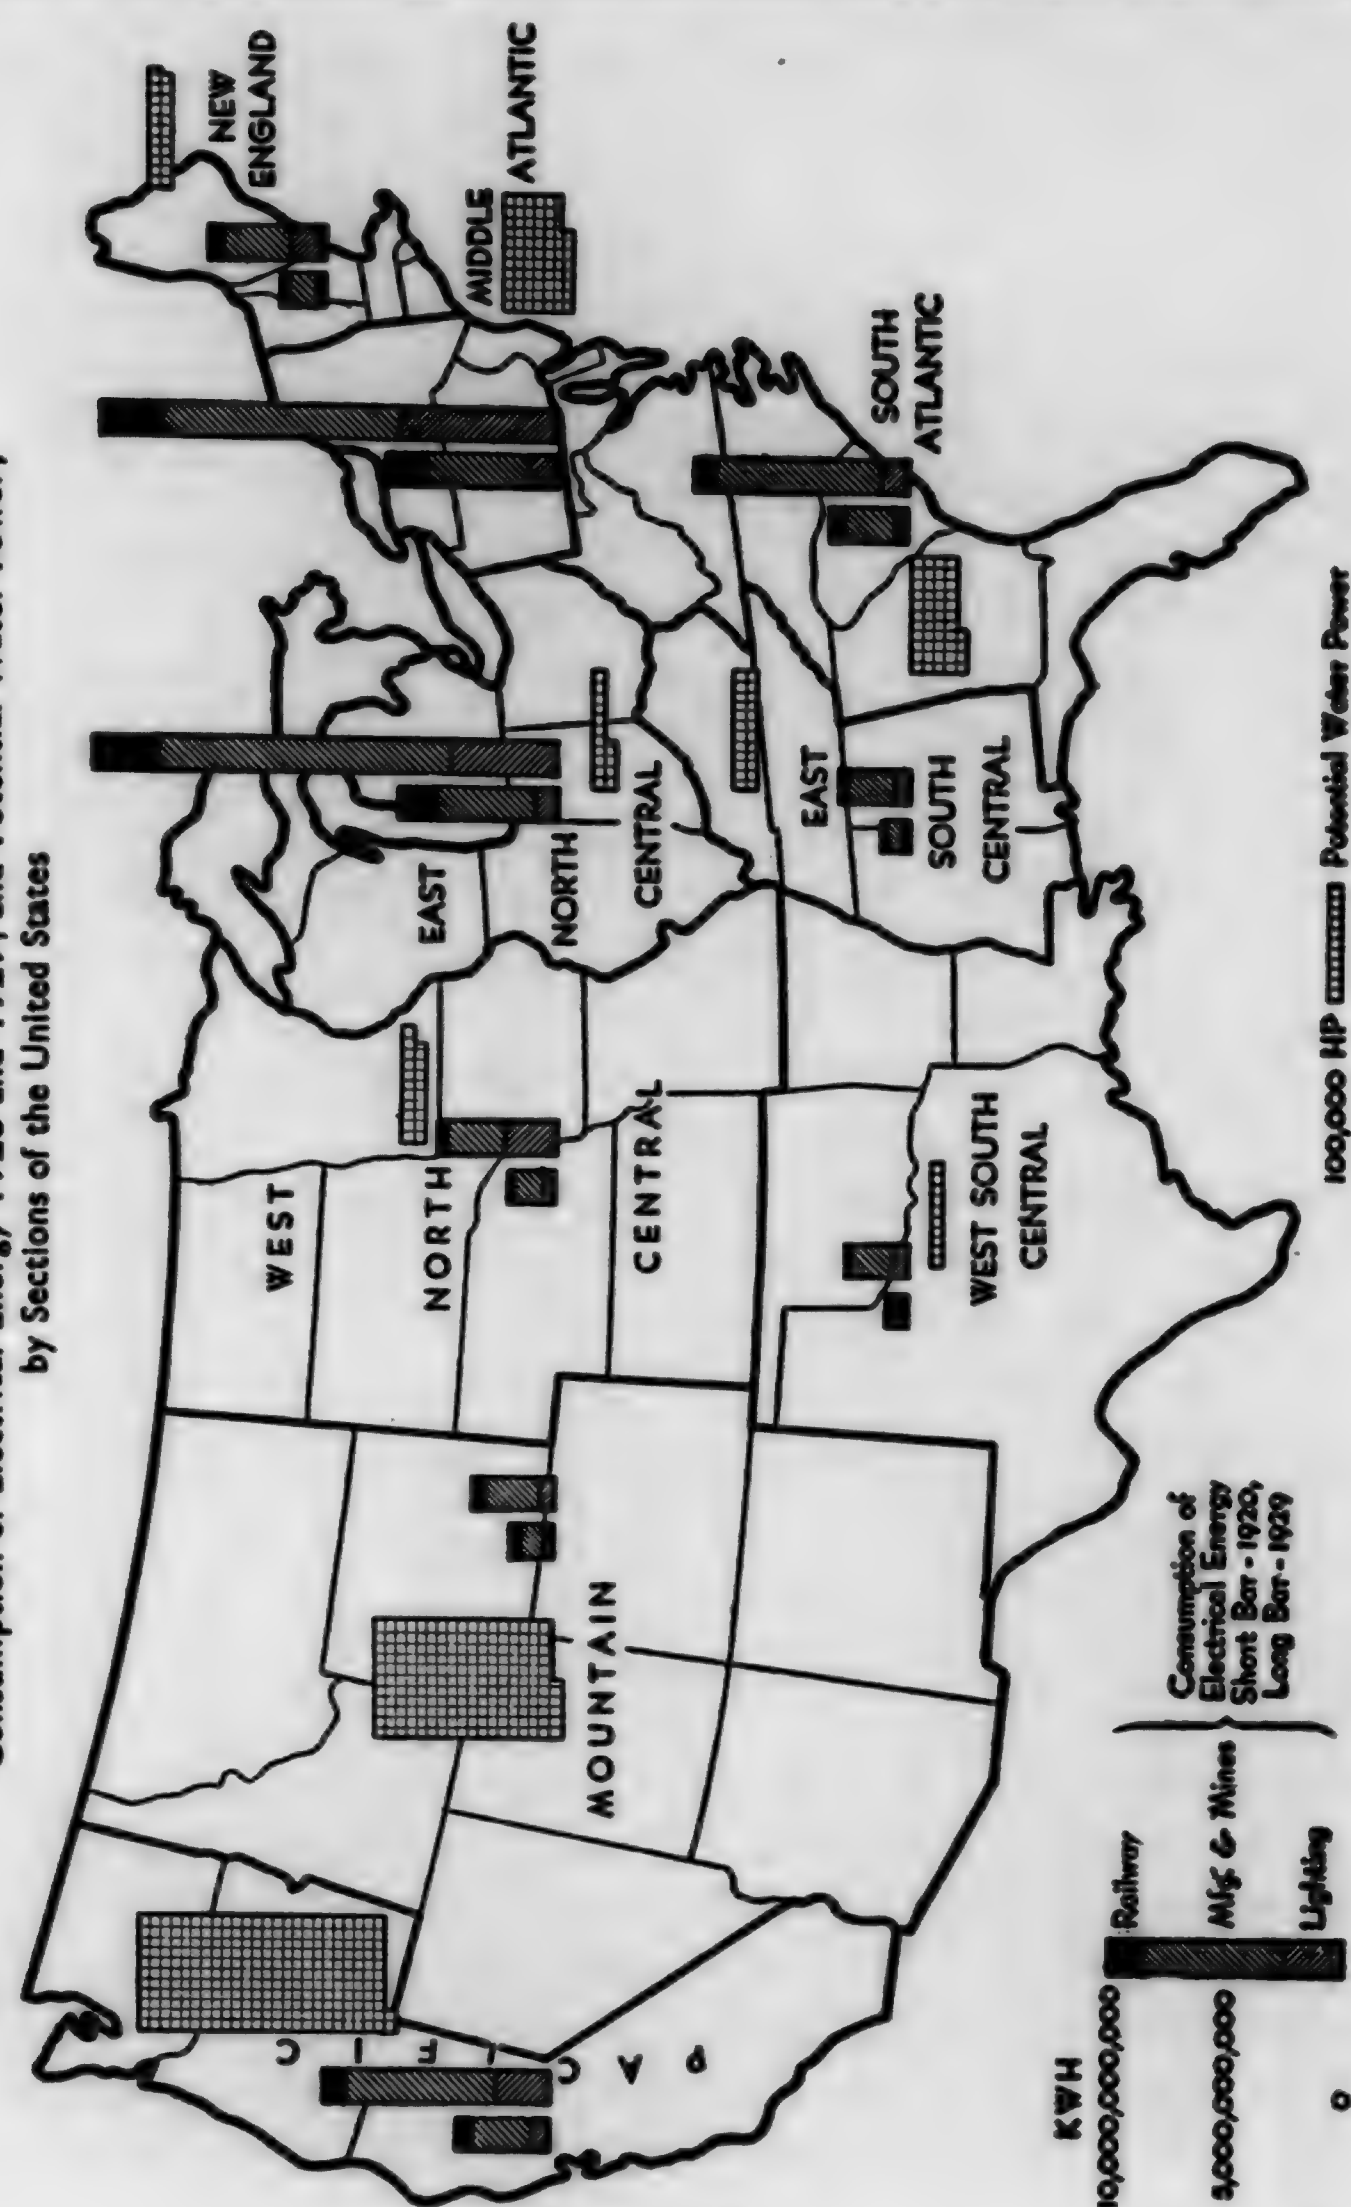 by Sections of the United States
NEW
ENGLAND
MIDDLE
ATLANTIC
SOUTH
ATLANTIC
EAST
NORTH
CENTRAL
EAST
SOUTH
CENTRAL
WEST
NORTH
CENTRAL
WEST SOUTH
CENTRAL
MOUNTAIN
PACIFIC
KWH
10,000,000,000
5,000,000,000
0
Railway
Mfg. & Mines
Lighting
Consumption of
Electrical Energy
Short Bar - 1920,
Long Bar - 1929
100,000 HP
Potential Water Power